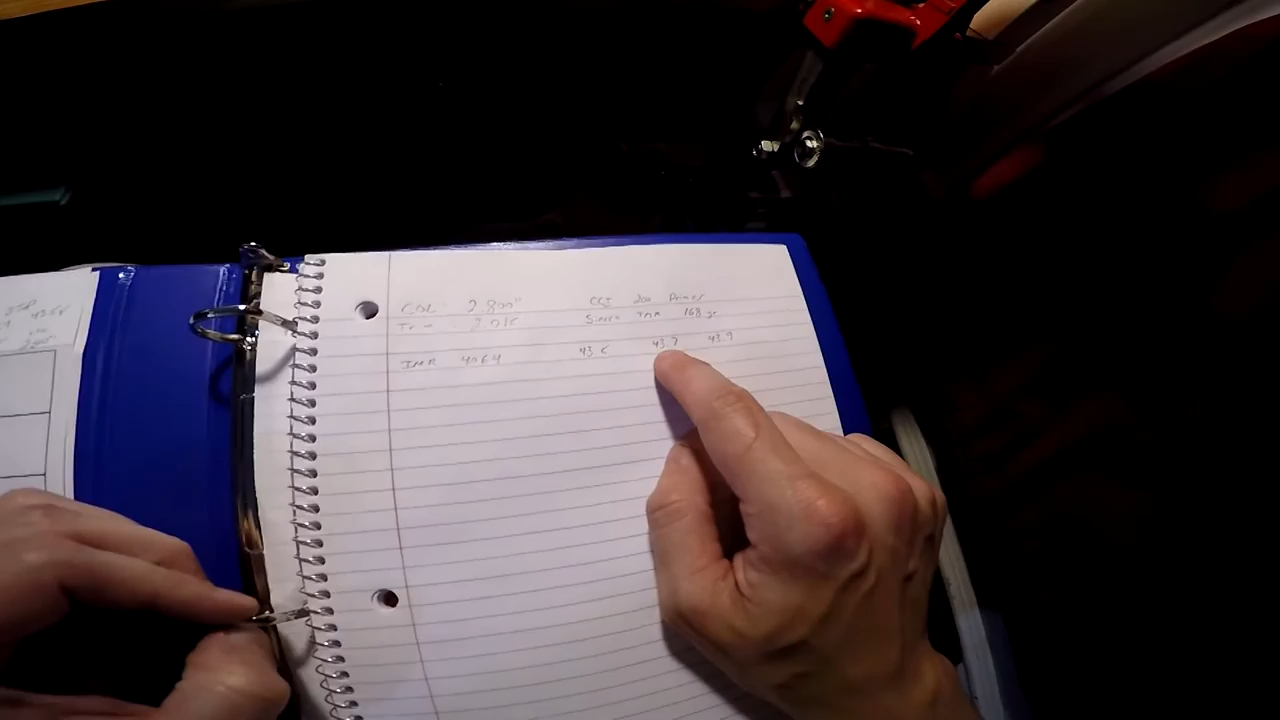 COL 2.800"
CCI 200 Primer
Trim 2.015
Sierra TMK 168 gr
IMR 4064 43.5 43.7 43.9